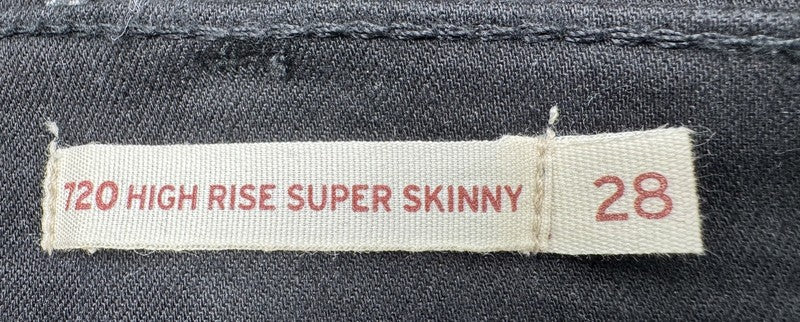 720 HIGH RISE SUPER SKINNY 28